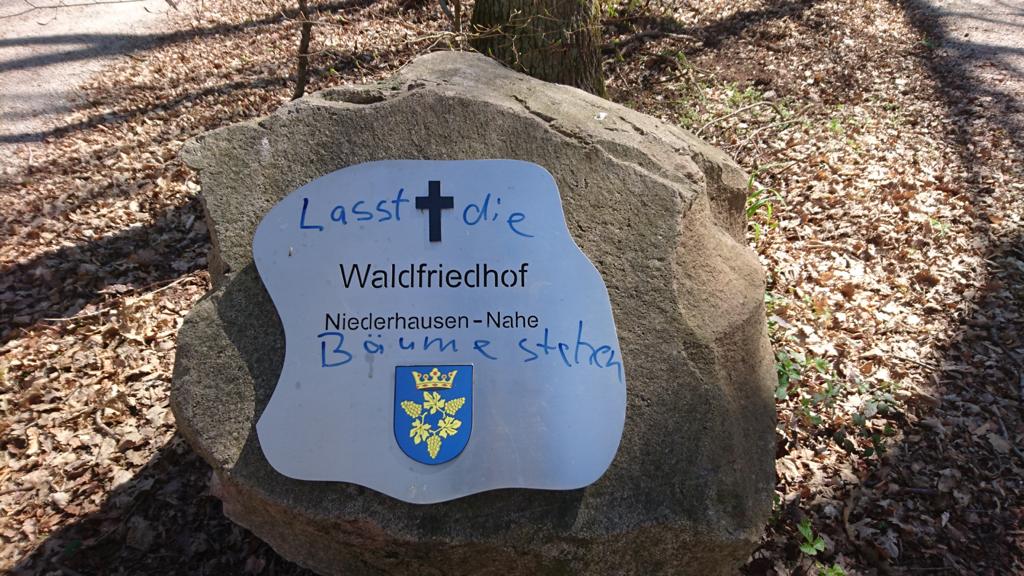 Lasst die
Waldfriedhof
Niederhausen-Nahe
Bäume stehen